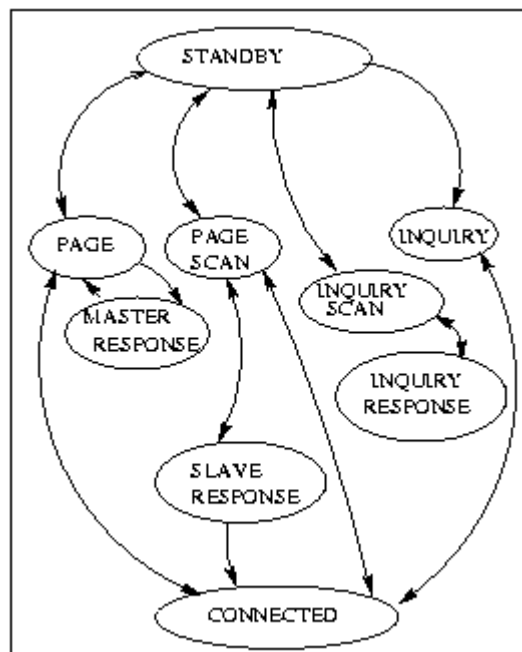 STANDBY
PAGE
PAGE
SCAN
INQUIRY
MASTER
RESPONSE
INQUIRY
SCAN
INQUIRY
RESPONSE
SLAVE
RESPONSE
CONNECTED